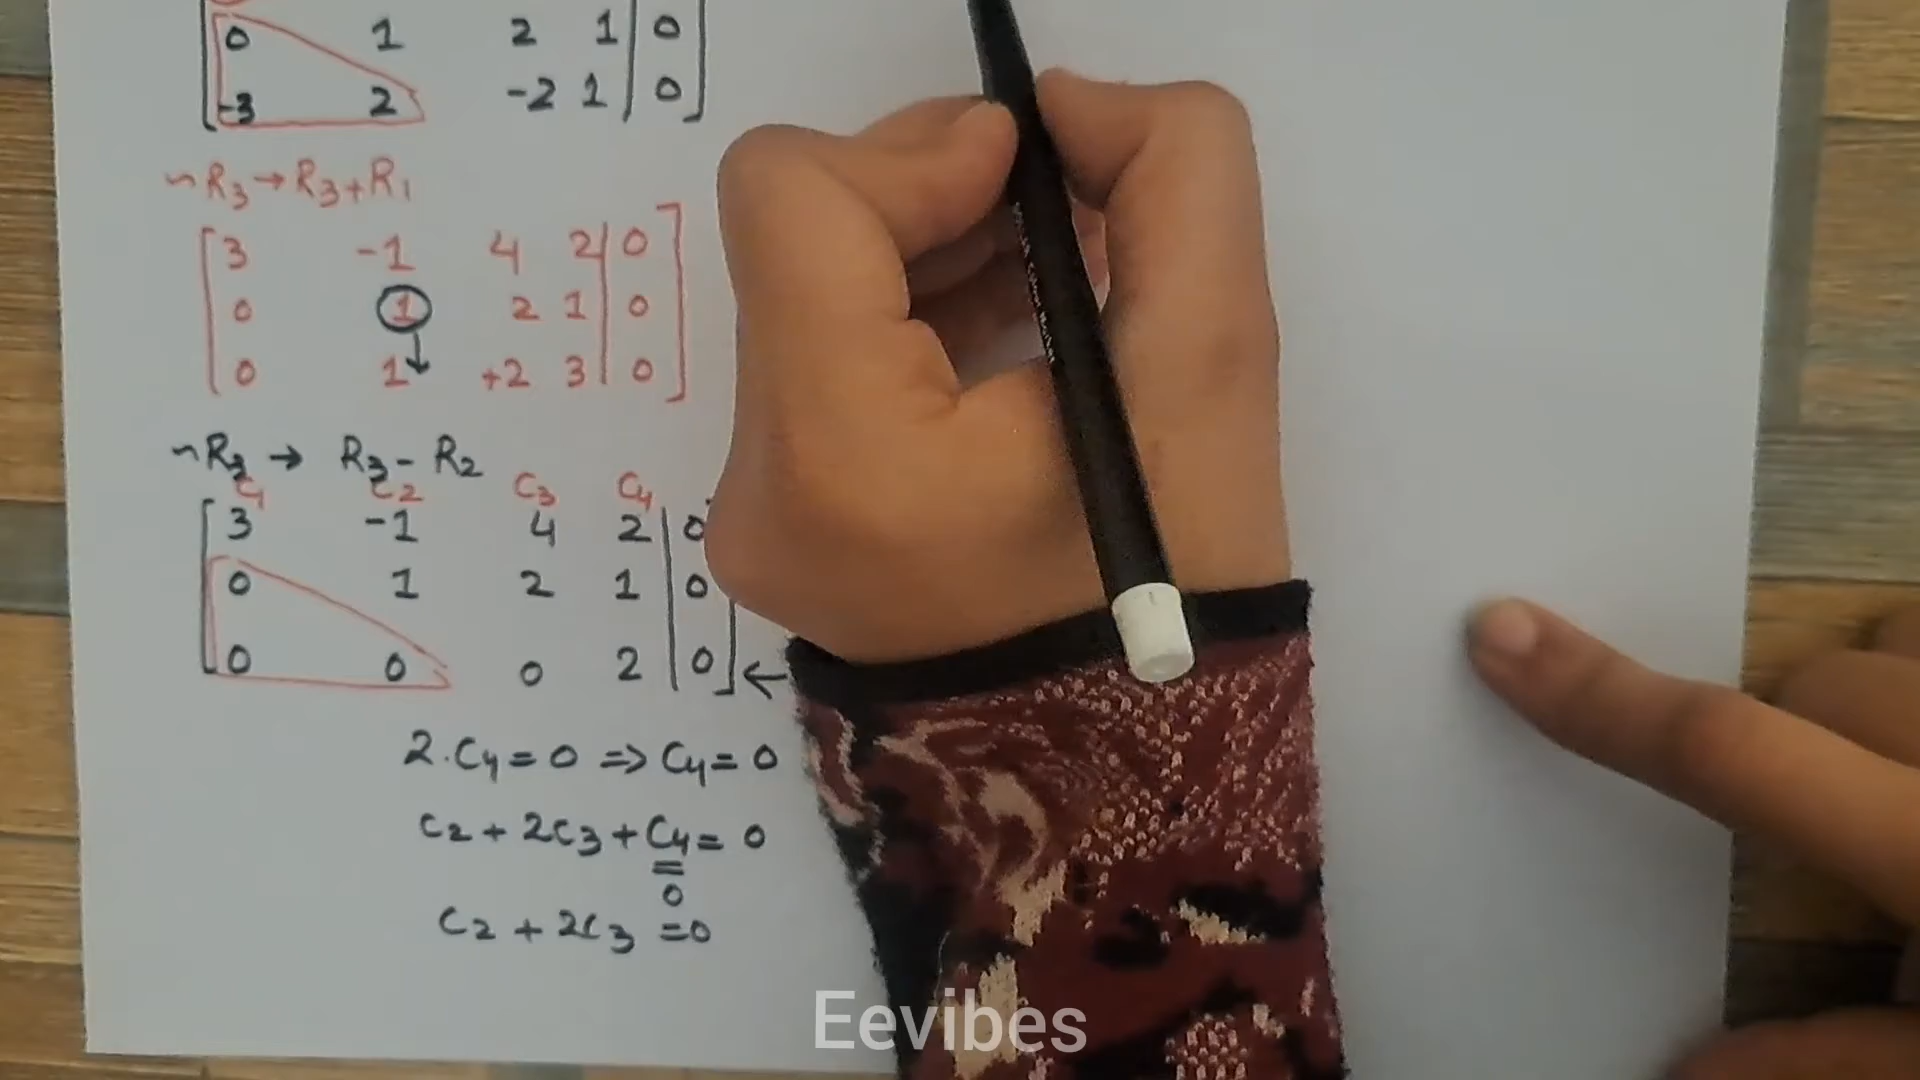 0 1 2 1 | 0
-3 2 -2 1 | 0
~R3→R3+R1
3 -1 4 2 | 0
0 1 2 1 | 0
0 1 +2 3 | 0
~R3 → R3 - R2
C1 C2 C3 C4
3 -1 4 2 | 0
0 1 2 1 | 0
0 0 0 2 | 0 ←
2.C4=0 => C4=0
C2 + 2C3 + C4 = 0
0
C2 + 2C3 =0
Eevibes